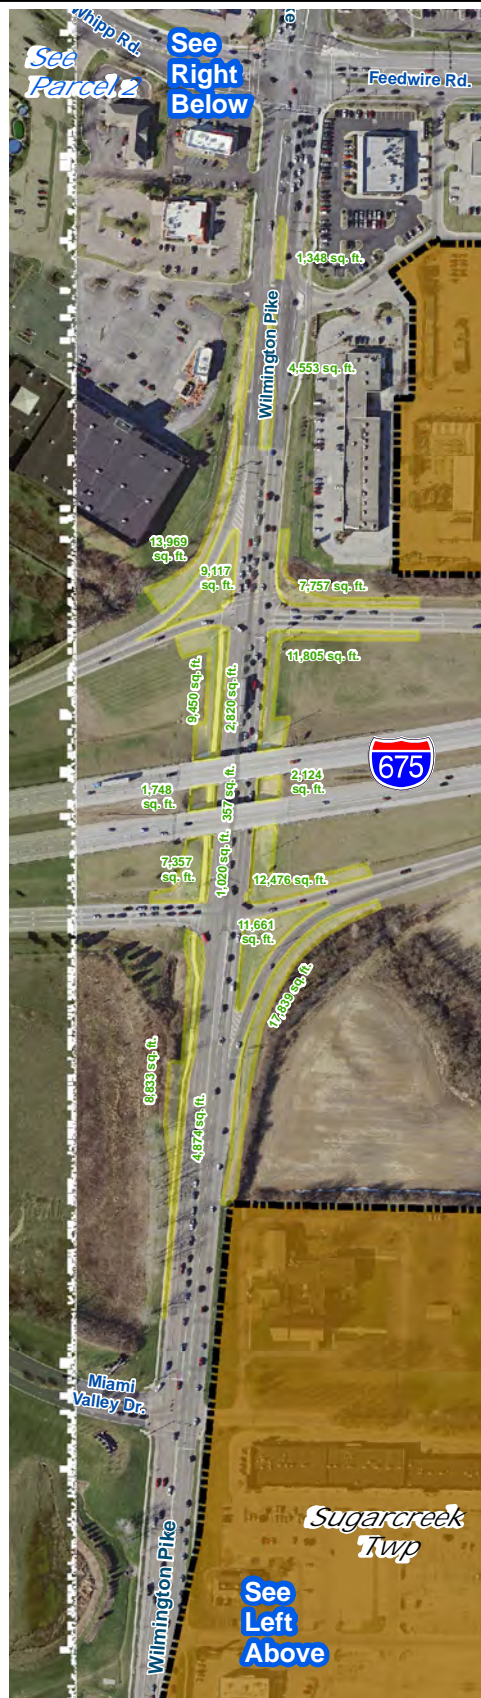 Whipp Rd.
ke
See
Parcel 2
See
Right
Below
Feedwire Rd.
1,348 sq. ft.
Wilmington Pike
4,553 sq. ft.
13,969
sq. ft.
9,117
sq. ft.
7,757 sq. ft.
11,805 sq. ft.
9,450 sq. ft.
2,820 sq. ft.
675
1,748
sq. ft.
357 sq. ft.
2,124
sq. ft.
1,020 sq. ft.
7,357
sq. ft.
12,476 sq. ft.
11,661
sq. ft.
17,839 sq. ft.
8,833 sq. ft.
4,874 sq. ft.
Miami
Valley Dr.
Sugarcreek
Twp
Wilmington Pike
See
Left
Above